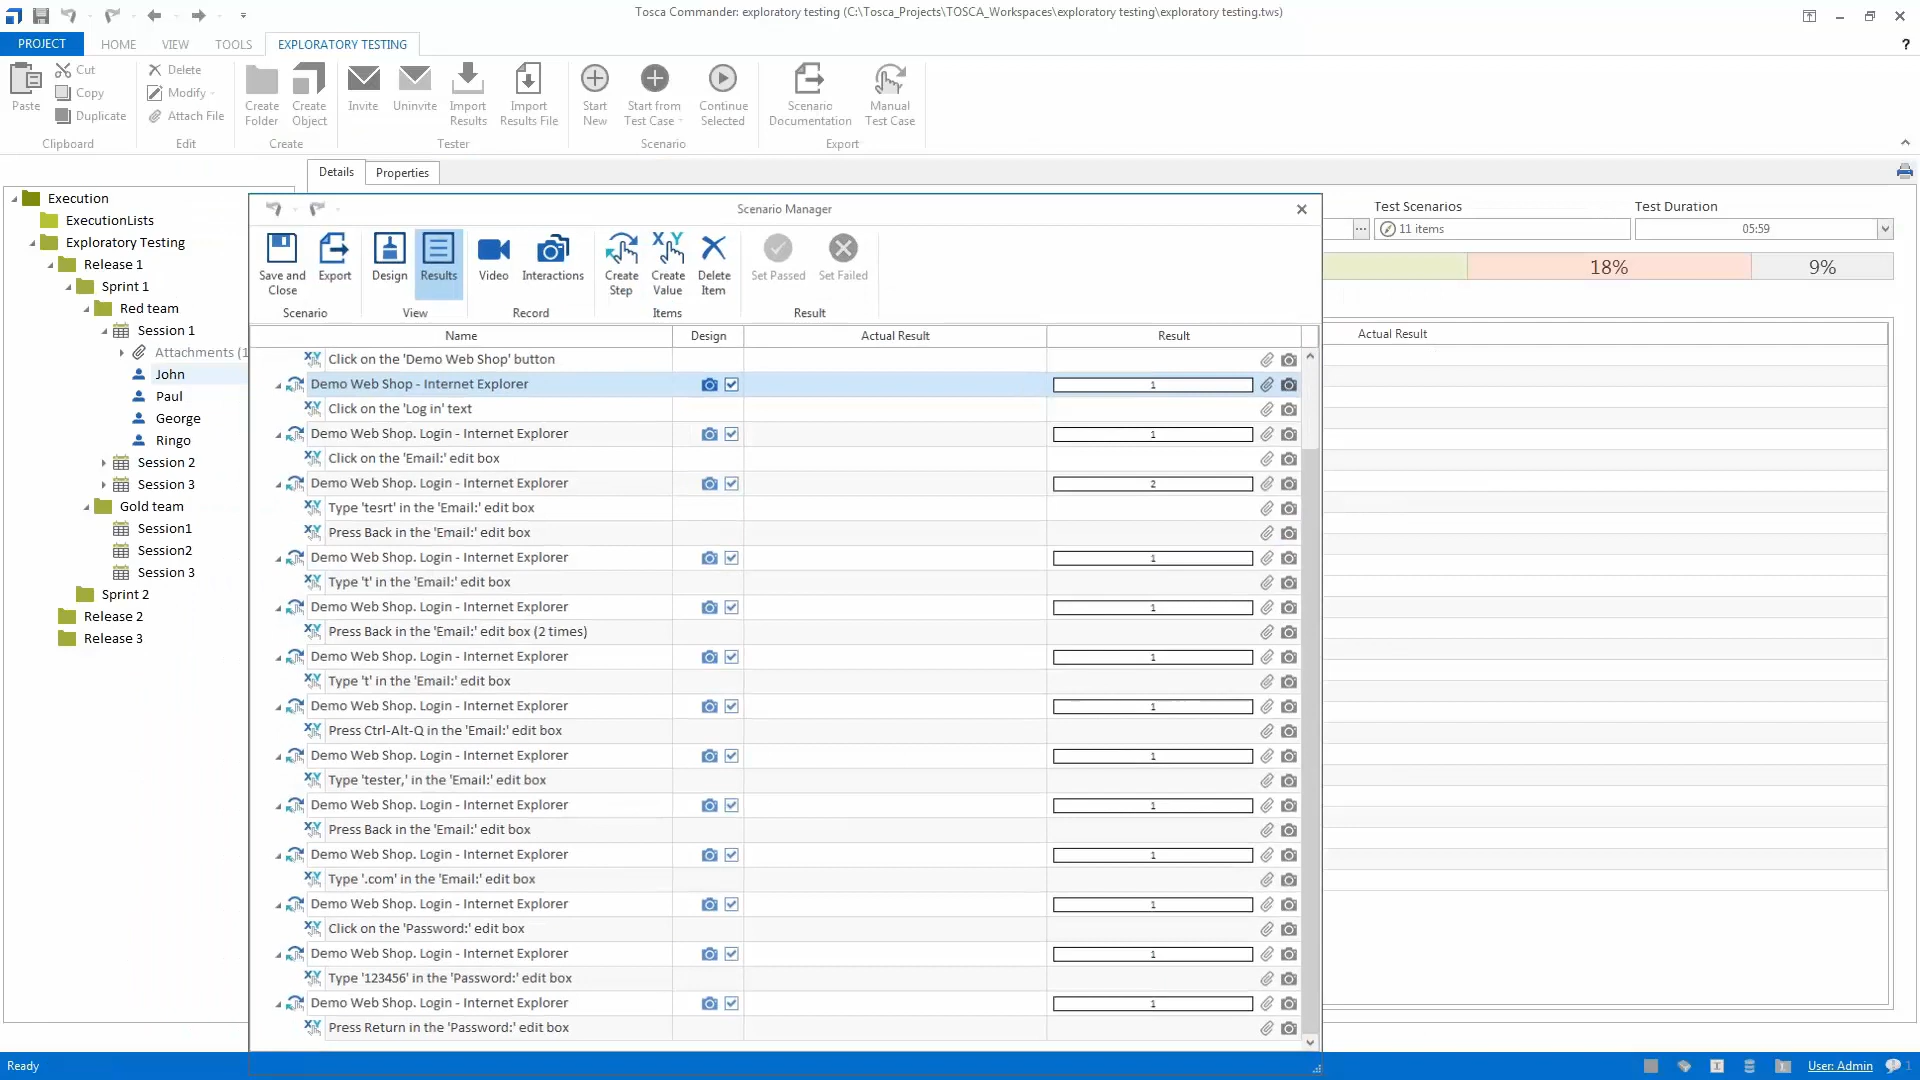 Tosca Commander: exploratory testing (C:\Tosca_Projects\TOSCA_Workspaces\exploratory testing\exploratory testing.tws)
PROJECT HOME VIEW TOOLS EXPLORATORY TESTING ?
Paste Cut Copy Duplicate
Clipboard
Delete Modify Attach File
Edit
Create Folder Create Object
Create
Invite Uninvite Import Results Import Results File
Tester
Start New Start from Test Case Continue Selected
Scenario
Scenario Documentation Manual Test Case
Export
Details Properties
Execution
ExecutionLists
Exploratory Testing
Release 1
Sprint 1
Red team
Session 1
Attachments (1
John
Paul
George
Ringo
Session 2
Session 3
Gold team
Session1
Session2
Session 3
Sprint 2
Release 2
Release 3
Scenario Manager
Save and Close Export
Scenario
Design Results
View
Video Interactions
Record
Create Step Create Value Delete Item
Items
Set Passed Set Failed
Result
Name Design Actual Result Result
Click on the 'Demo Web Shop' button
Demo Web Shop - Internet Explorer 1
Click on the 'Log in' text
Demo Web Shop. Login - Internet Explorer 1
Click on the 'Email:' edit box
Demo Web Shop. Login - Internet Explorer 2
Type 'tesrt' in the 'Email:' edit box
Press Back in the 'Email:' edit box
Demo Web Shop. Login - Internet Explorer 1
Type 't' in the 'Email:' edit box
Demo Web Shop. Login - Internet Explorer 1
Press Back in the 'Email:' edit box (2 times)
Demo Web Shop. Login - Internet Explorer 1
Type 't' in the 'Email:' edit box
Demo Web Shop. Login - Internet Explorer 1
Press Ctrl-Alt-Q in the 'Email:' edit box
Demo Web Shop. Login - Internet Explorer 1
Type 'tester,' in the 'Email:' edit box
Demo Web Shop. Login - Internet Explorer 1
Press Back in the 'Email:' edit box
Demo Web Shop. Login - Internet Explorer 1
Type '.com' in the 'Email:' edit box
Demo Web Shop. Login - Internet Explorer 1
Click on the 'Password:' edit box
Demo Web Shop. Login - Internet Explorer 1
Type '123456' in the 'Password:' edit box
Demo Web Shop. Login - Internet Explorer 1
Press Return in the 'Password:' edit box
Test Scenarios Test Duration
... 11 items 05:59
18% 9%
Actual Result
Ready User: Admin 1